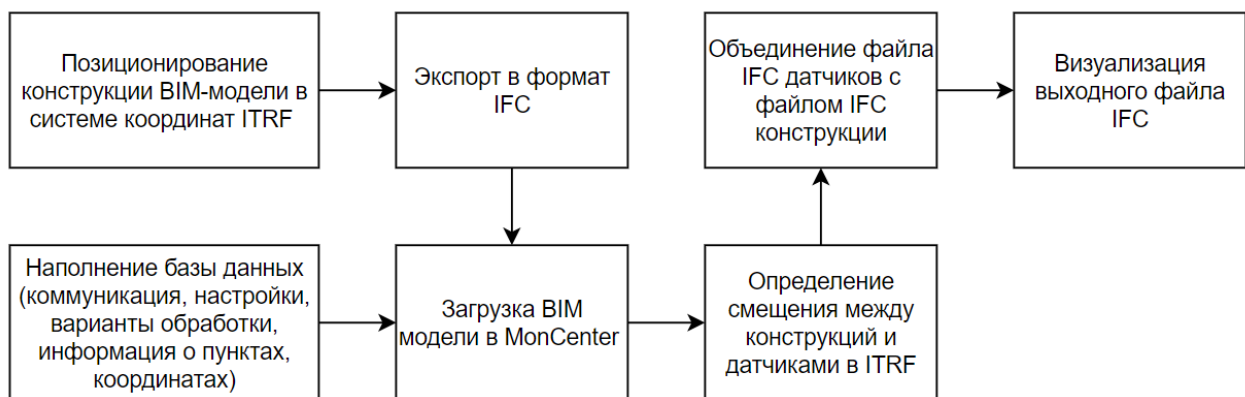 Позиционирование
конструкции BIM-модели в
системе координат ITRF
Экспорт в формат
IFC
Объединение файла
IFC датчиков с
файлом IFC
конструкции
Визуализация
выходного файла
IFC
Наполнение базы данных
(коммуникация, настройки,
варианты обработки,
информация о пунктах,
координатах)
Загрузка BIM
модели в MonCenter
Определение
смещения между
конструкций и
датчиками в ITRF